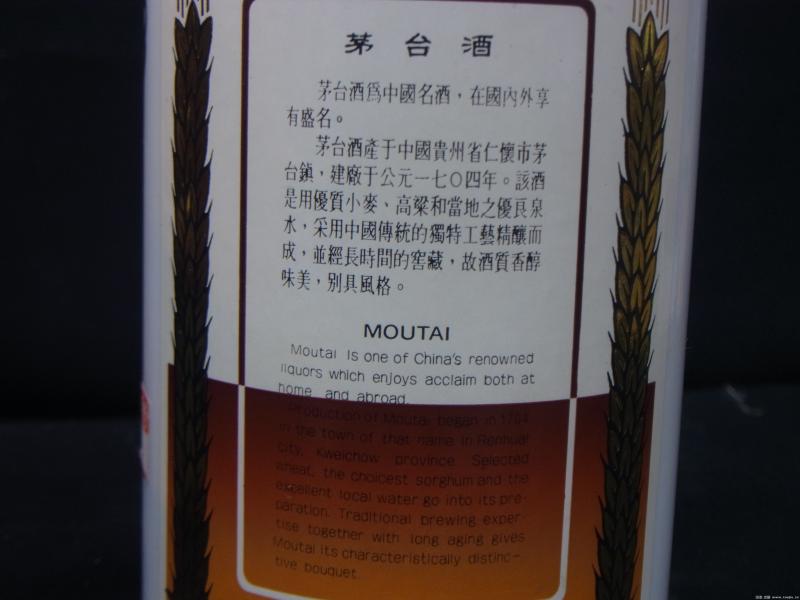 茅台酒
茅台酒爲中國名酒，在國內外享
有盛名。
茅台酒產于中國貴州省仁懷市茅
台鎮，建廠于公元一七〇四年。該酒
是用優質小麥、高粱和當地之優良泉
水，采用中國傳統的獨特工藝精釀而
成，並經長時間的窖藏，故酒質香醇
味美，别具風格。
MOUTAI
Moutai is one of China's renowned
liquors which enjoys acclaim both at
home and abroad.
Production of Moutai began in 1704
in the town of that name in Renhuai
City, Kweichow province. Selected
wheat, the choicest sorghum and the
excellent local water go into its pre-
paration. Traditional brewing exper-
tise together with long aging gives
Moutai its characteristically distinc-
tive bouquet.